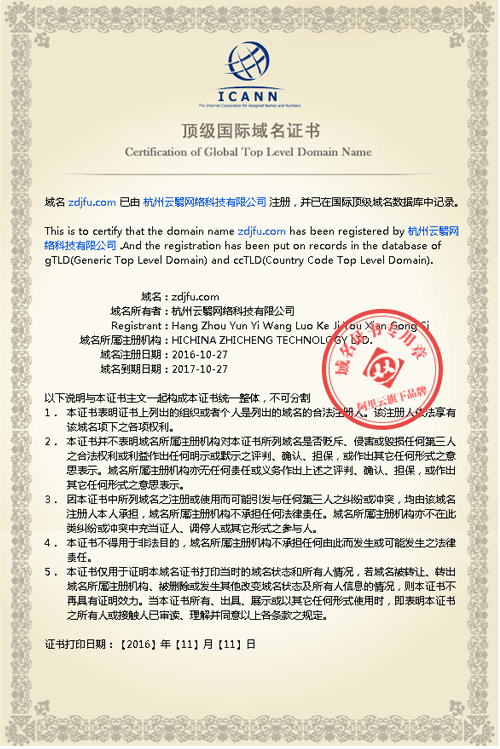 ICANN
The Internet Corporation for Assigned Names and Numbers
顶级国际域名证书
Certification of Global Top Level Domain Name
域名 zdjfu.com 已由 杭州云翳网络科技有限公司 注册，并已在国际顶级域名数据库中记录。
This is to certify that the domain name zdjfu.com has been registered by 杭州云翳网
络科技有限公司 .And the registration has been put on records in the database of
gTLD(Generic Top Level Domain) and ccTLD(Country Code Top Level Domain).
域名：zdjfu.com
域名所有者：杭州云翳网络科技有限公司
Registrant：Hang Zhou Yun Yi Wang Luo Ke Ji You Xian Gong Si
域名所属注册机构：HICHINA ZHICHENG TECHNOLOGY LTD.
域名注册日期：2016-10-27
域名到期日期：2017-10-27
域名证书专用章
阿里云旗下品牌
以下说明与本证书主文一起构成本证书统一整体，不可分割
1． 本证书表明证书上列出的组织或者个人是列出的域名的合法注册人。该注册人依法享有
该域名项下之各项权利。
2． 本证书并不表明域名所属注册机构对本证书所列域名是否贬斥、侵害或毁损任何第三人
之合法权利或利益作出任何明示或默示之评判、确认、担保，或作出其它任何形式之意
思表示。域名所属注册机构亦无任何责任或义务作出上述之评判、确认、担保，或作出
其它任何形式之意思表示。
3． 因本证书中所列域名之注册或使用而可能引发与任何第三人之纠纷或冲突，均由该域名
注册人本人承担，域名所属注册机构不承担任何法律责任。域名所属注册机构亦不在此
类纠纷或冲突中充当证人、调停人或其它形式之参与人。
4． 本证书不得用于非法目的，域名所属注册机构不承担任何由此而发生或可能发生之法律
责任。
5． 本证书仅用于证明本域名证书打印当时的域名状态和所有人情况，若域名被转让、转出
域名所属注册机构、被删除或发生其他改变域名状态及所有人信息的情况，则本证书不
再具有证明效力。当本证书所有、出具、展示或以其它任何形式使用时，即表明本证书
之所有人或接触人已审读、理解并同意以上各条款之规定。
证书打印日期：【2016】年【11】月【11】日